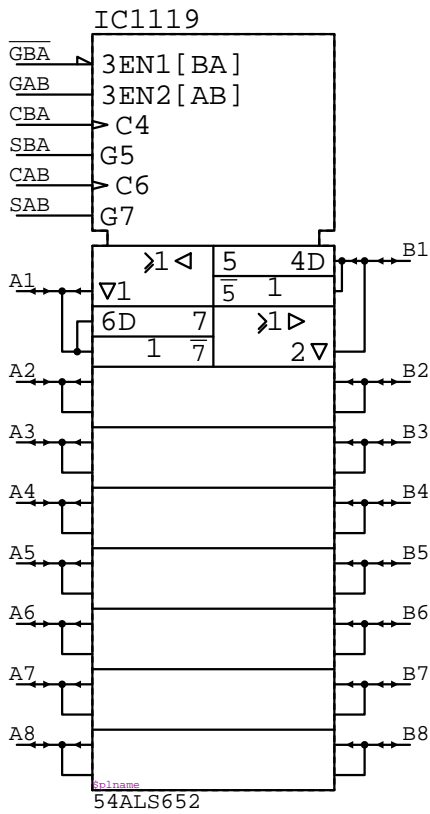 IC1119
GBA
3EN1[BA]
GAB
3EN2[AB]
CBA
C4
SBA
G5
CAB
C6
SAB
G7
≥1 5 4D B1
A1 ▽1 5 1
6D 7 ≥1
1 7 2▽
A2 B2
A3 B3
A4 B4
A5 B5
A6 B6
A7 B7
A8 B8
Splname
54ALS652